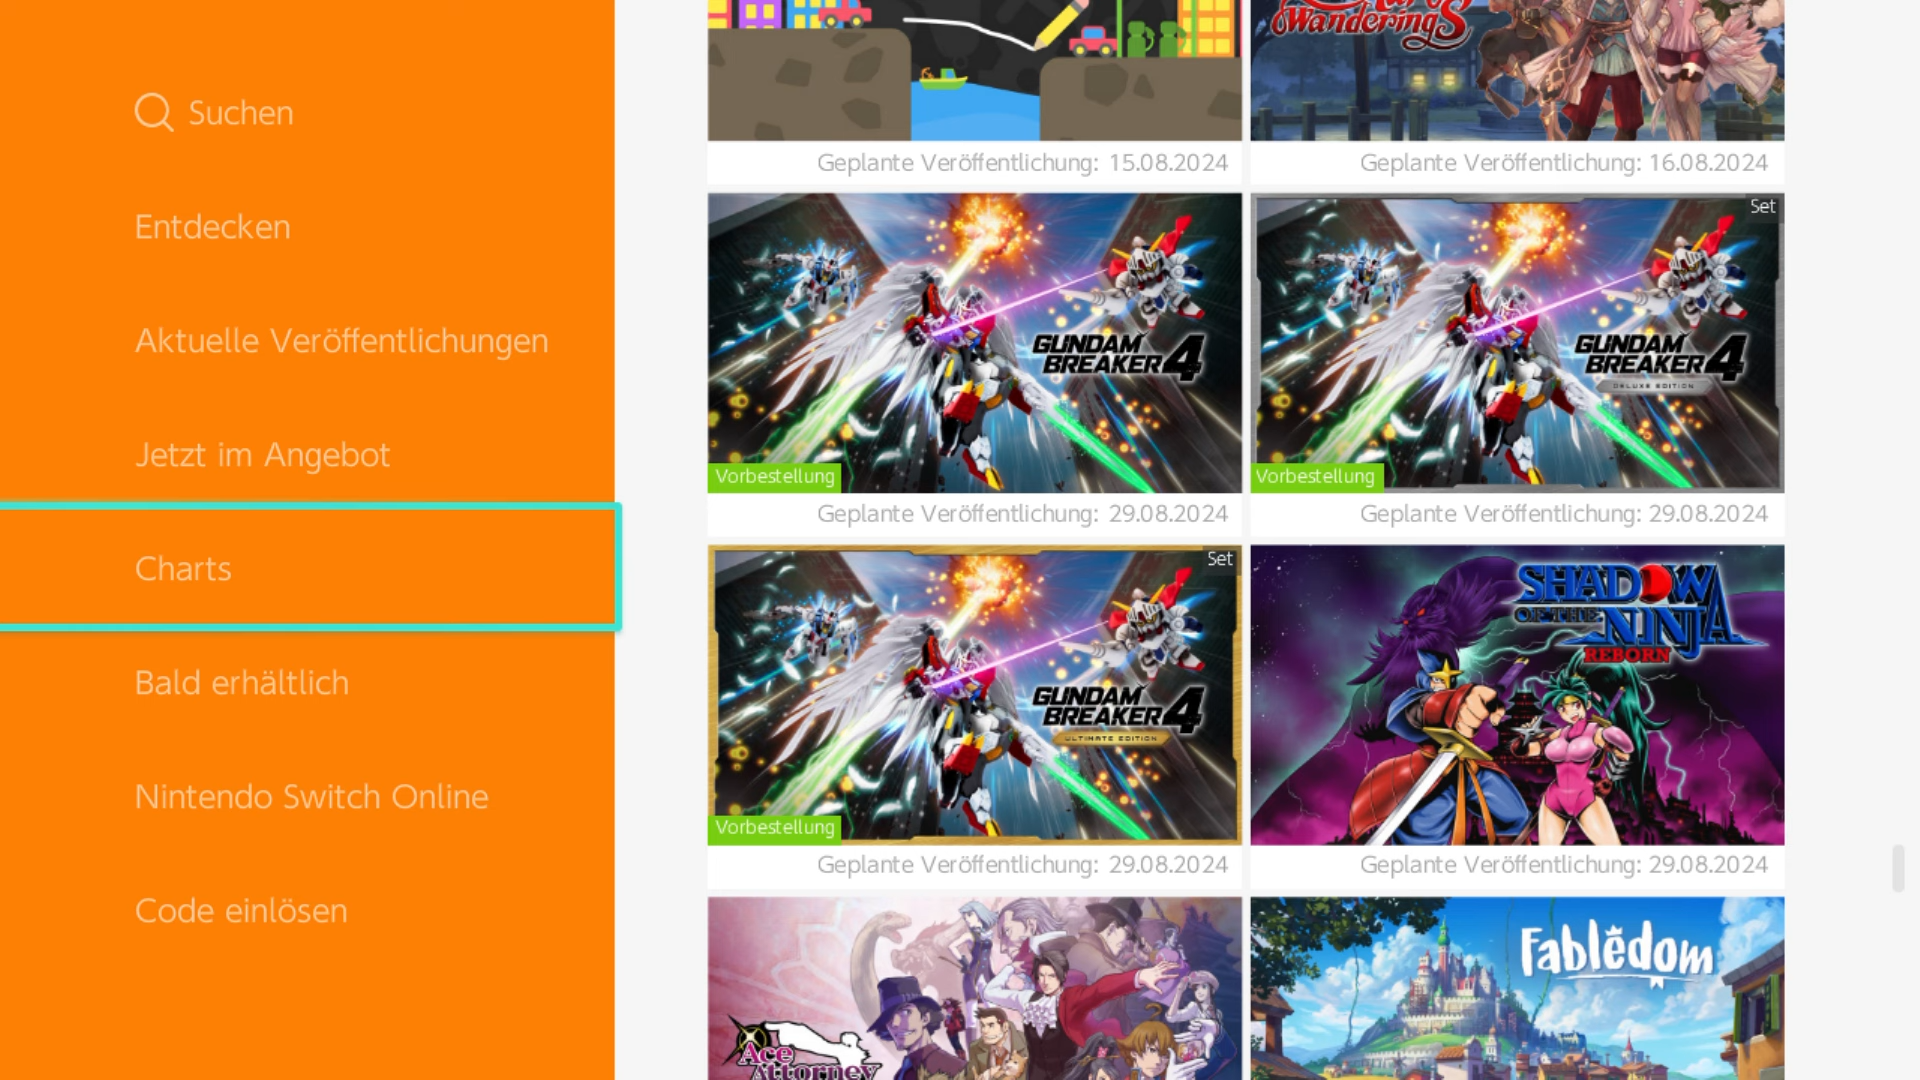 Suchen
Entdecken
Aktuelle Veröffentlichungen
Jetzt im Angebot
Charts
Bald erhältlich
Nintendo Switch Online
Code einlösen
Wanderings
Geplante Veröffentlichung: 15.08.2024
Geplante Veröffentlichung: 16.08.2024
GUNDAM
BREAKER 4
Vorbestellung
Geplante Veröffentlichung: 29.08.2024
Set
GUNDAM
BREAKER 4
DELUXE EDITION
Vorbestellung
Geplante Veröffentlichung: 29.08.2024
Set
GUNDAM
BREAKER 4
ULTIMATE EDITION
Vorbestellung
Geplante Veröffentlichung: 29.08.2024
SHADOW
OF THE NINJA
REBORN
Geplante Veröffentlichung: 29.08.2024
Ace
Attorney
Fabledom